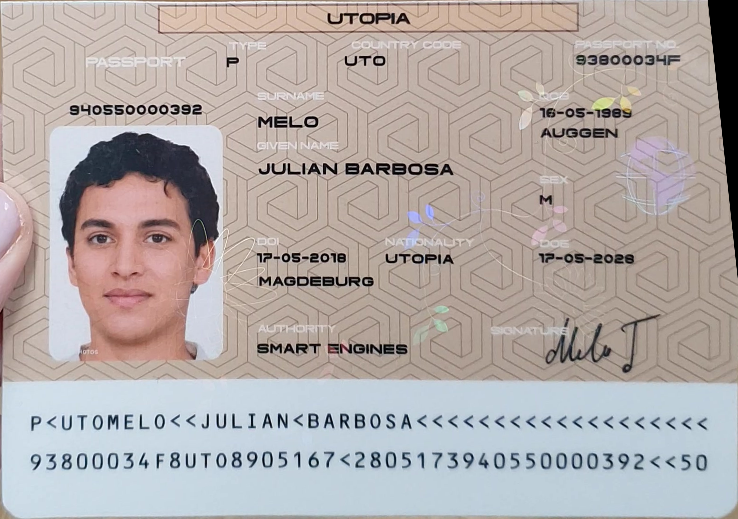 UTOPIA
TYPE COUNTRY CODE PASSPORT NO.
PASSPORT P UTO 93800034F
940550000392
SURNAME DOB
MELO 16-05-1989
AUGGEN
GIVEN NAME
JULIAN BARBOSA
SEX
M
DOI NATIONALITY DOE
17-05-2018 UTOPIA 17-05-2028
MAGDEBURG
AUTHORITY SIGNATURE
SMART ENGINES
Melo J
P<UTOMELO<<JULIAN<BARBOSA<<<<<<<<<<<<<<<<<<<
93800034F8UTO8905167<2805173940550000392<<50